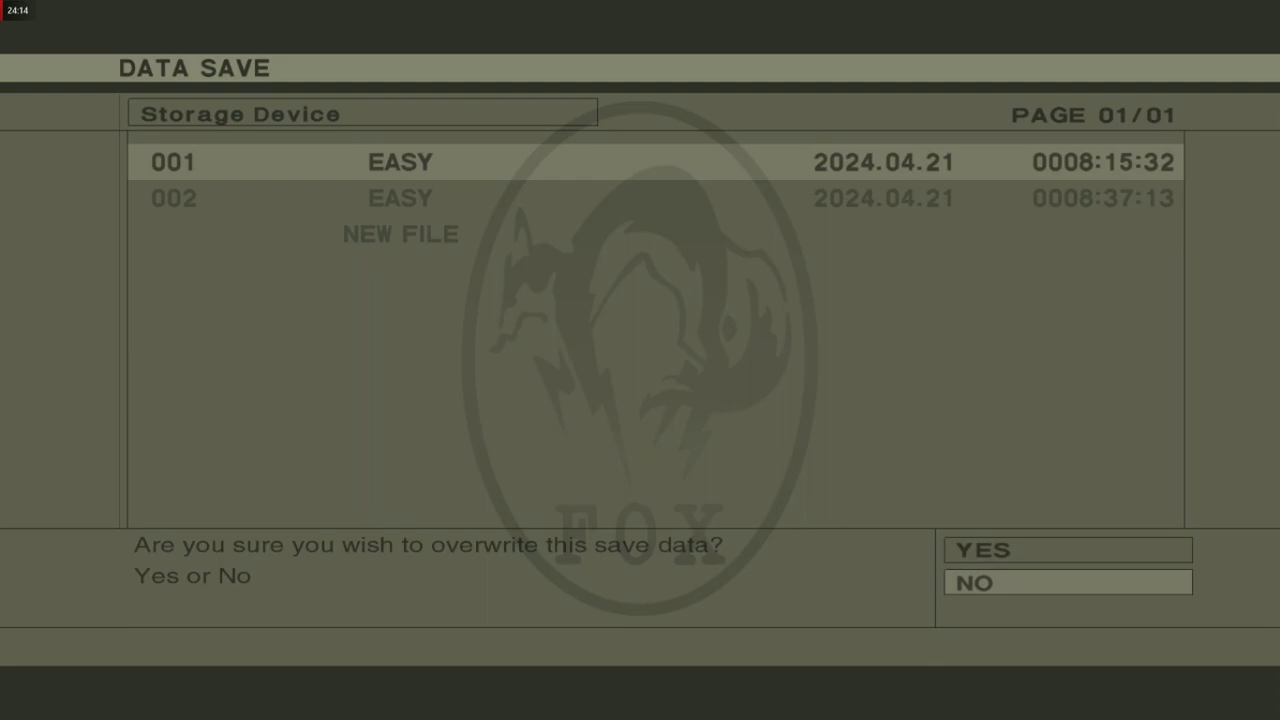 24:14
DATA SAVE
Storage Device PAGE 01/01
001 EASY 2024.04.21 0008:15:32
002 EASY 2024.04.21 0008:37:13
NEW FILE
FOX
Are you sure you wish to overwrite this save data?
Yes or No
YES
NO